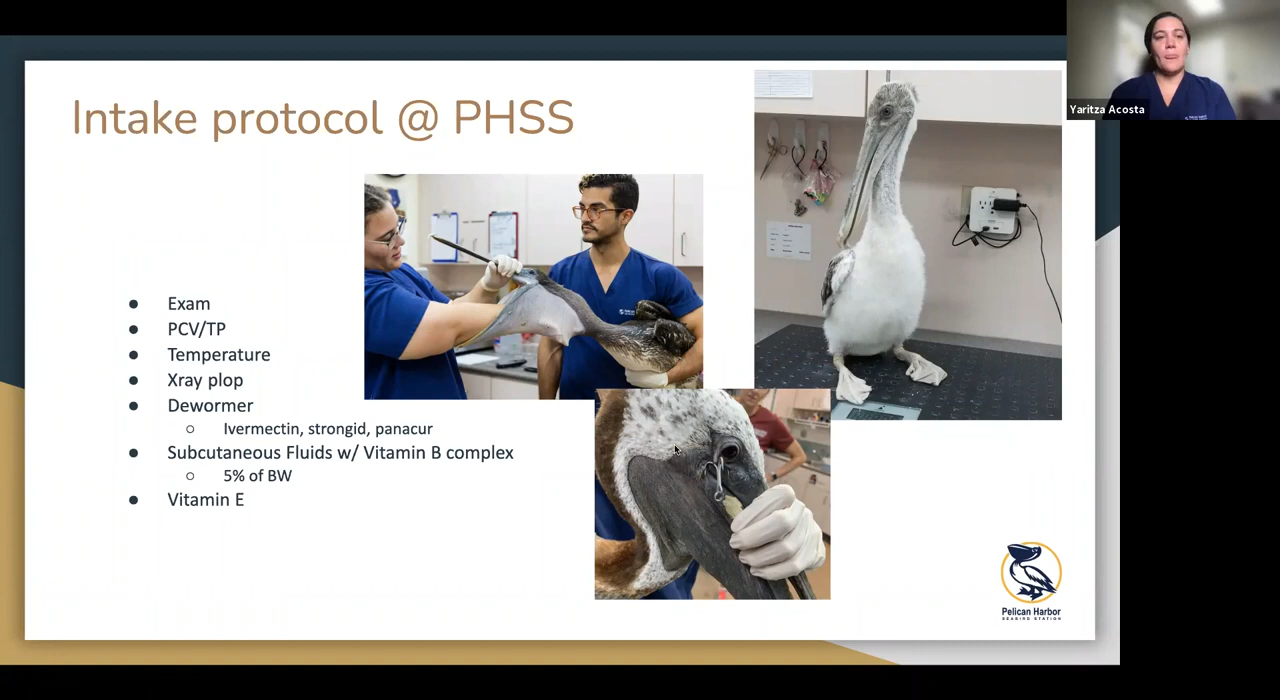 Intake protocol @ PHSS
Yaritza Acosta
● Exam
● PCV/TP
● Temperature
● Xray plop
● Dewormer
○ Ivermectin, strongid, panacur
● Subcutaneous Fluids w/ Vitamin B complex
○ 5% of BW
● Vitamin E
Pelican Harbor
SEABIRD STATION